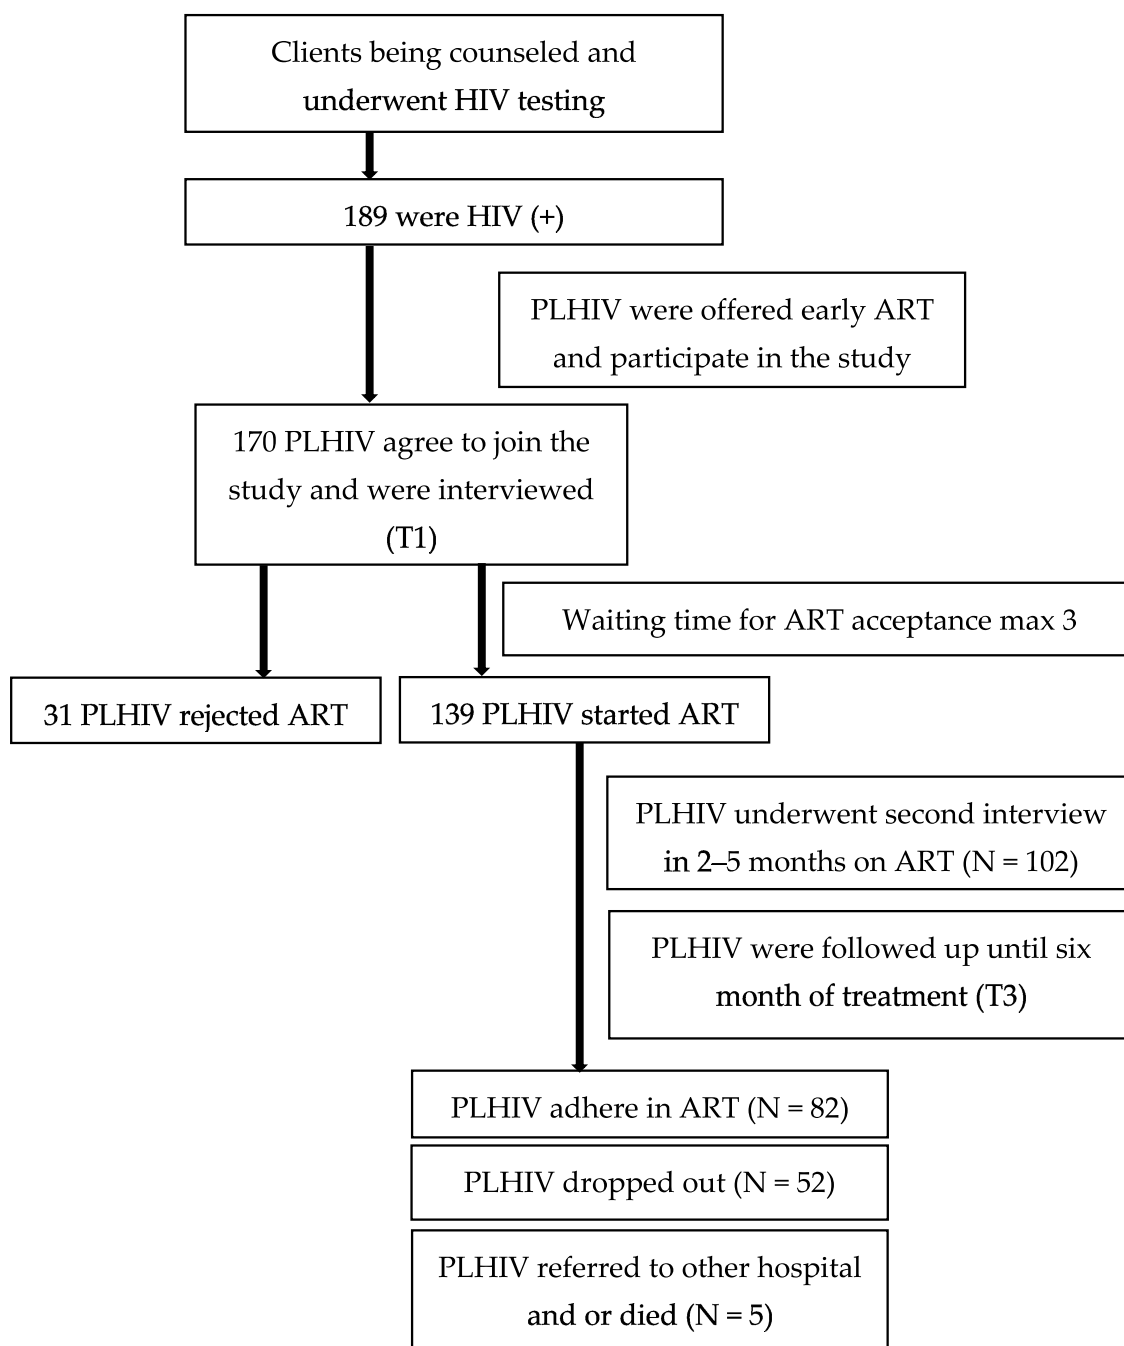 Clients being counseled and
underwent HIV testing
189 were HIV (+)
PLHIV were offered early ART
and participate in the study
170 PLHIV agree to join the
study and were interviewed
(T1)
Waiting time for ART acceptance max 3
31 PLHIV rejected ART
139 PLHIV started ART
PLHIV underwent second interview
in 2–5 months on ART (N = 102)
PLHIV were followed up until six
month of treatment (T3)
PLHIV adhere in ART (N = 82)
PLHIV dropped out (N = 52)
PLHIV referred to other hospital
and or died (N = 5)